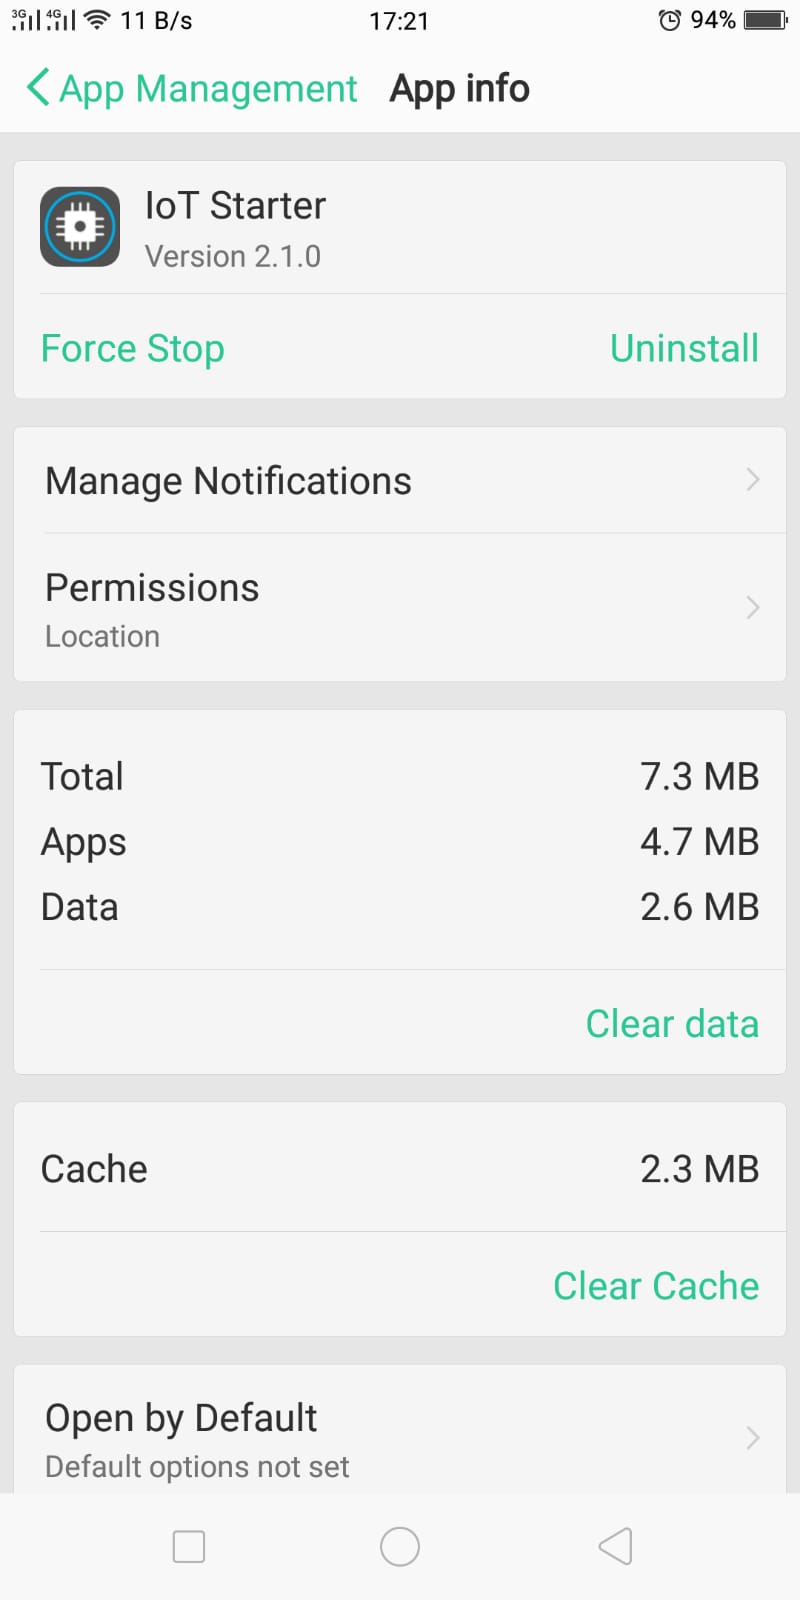 3G 4G 11 B/s 17:21 94%
App Management App info
IoT Starter
Version 2.1.0
Force Stop Uninstall
Manage Notifications
Permissions
Location
Total 7.3 MB
Apps 4.7 MB
Data 2.6 MB
Clear data
Cache 2.3 MB
Clear Cache
Open by Default
Default options not set